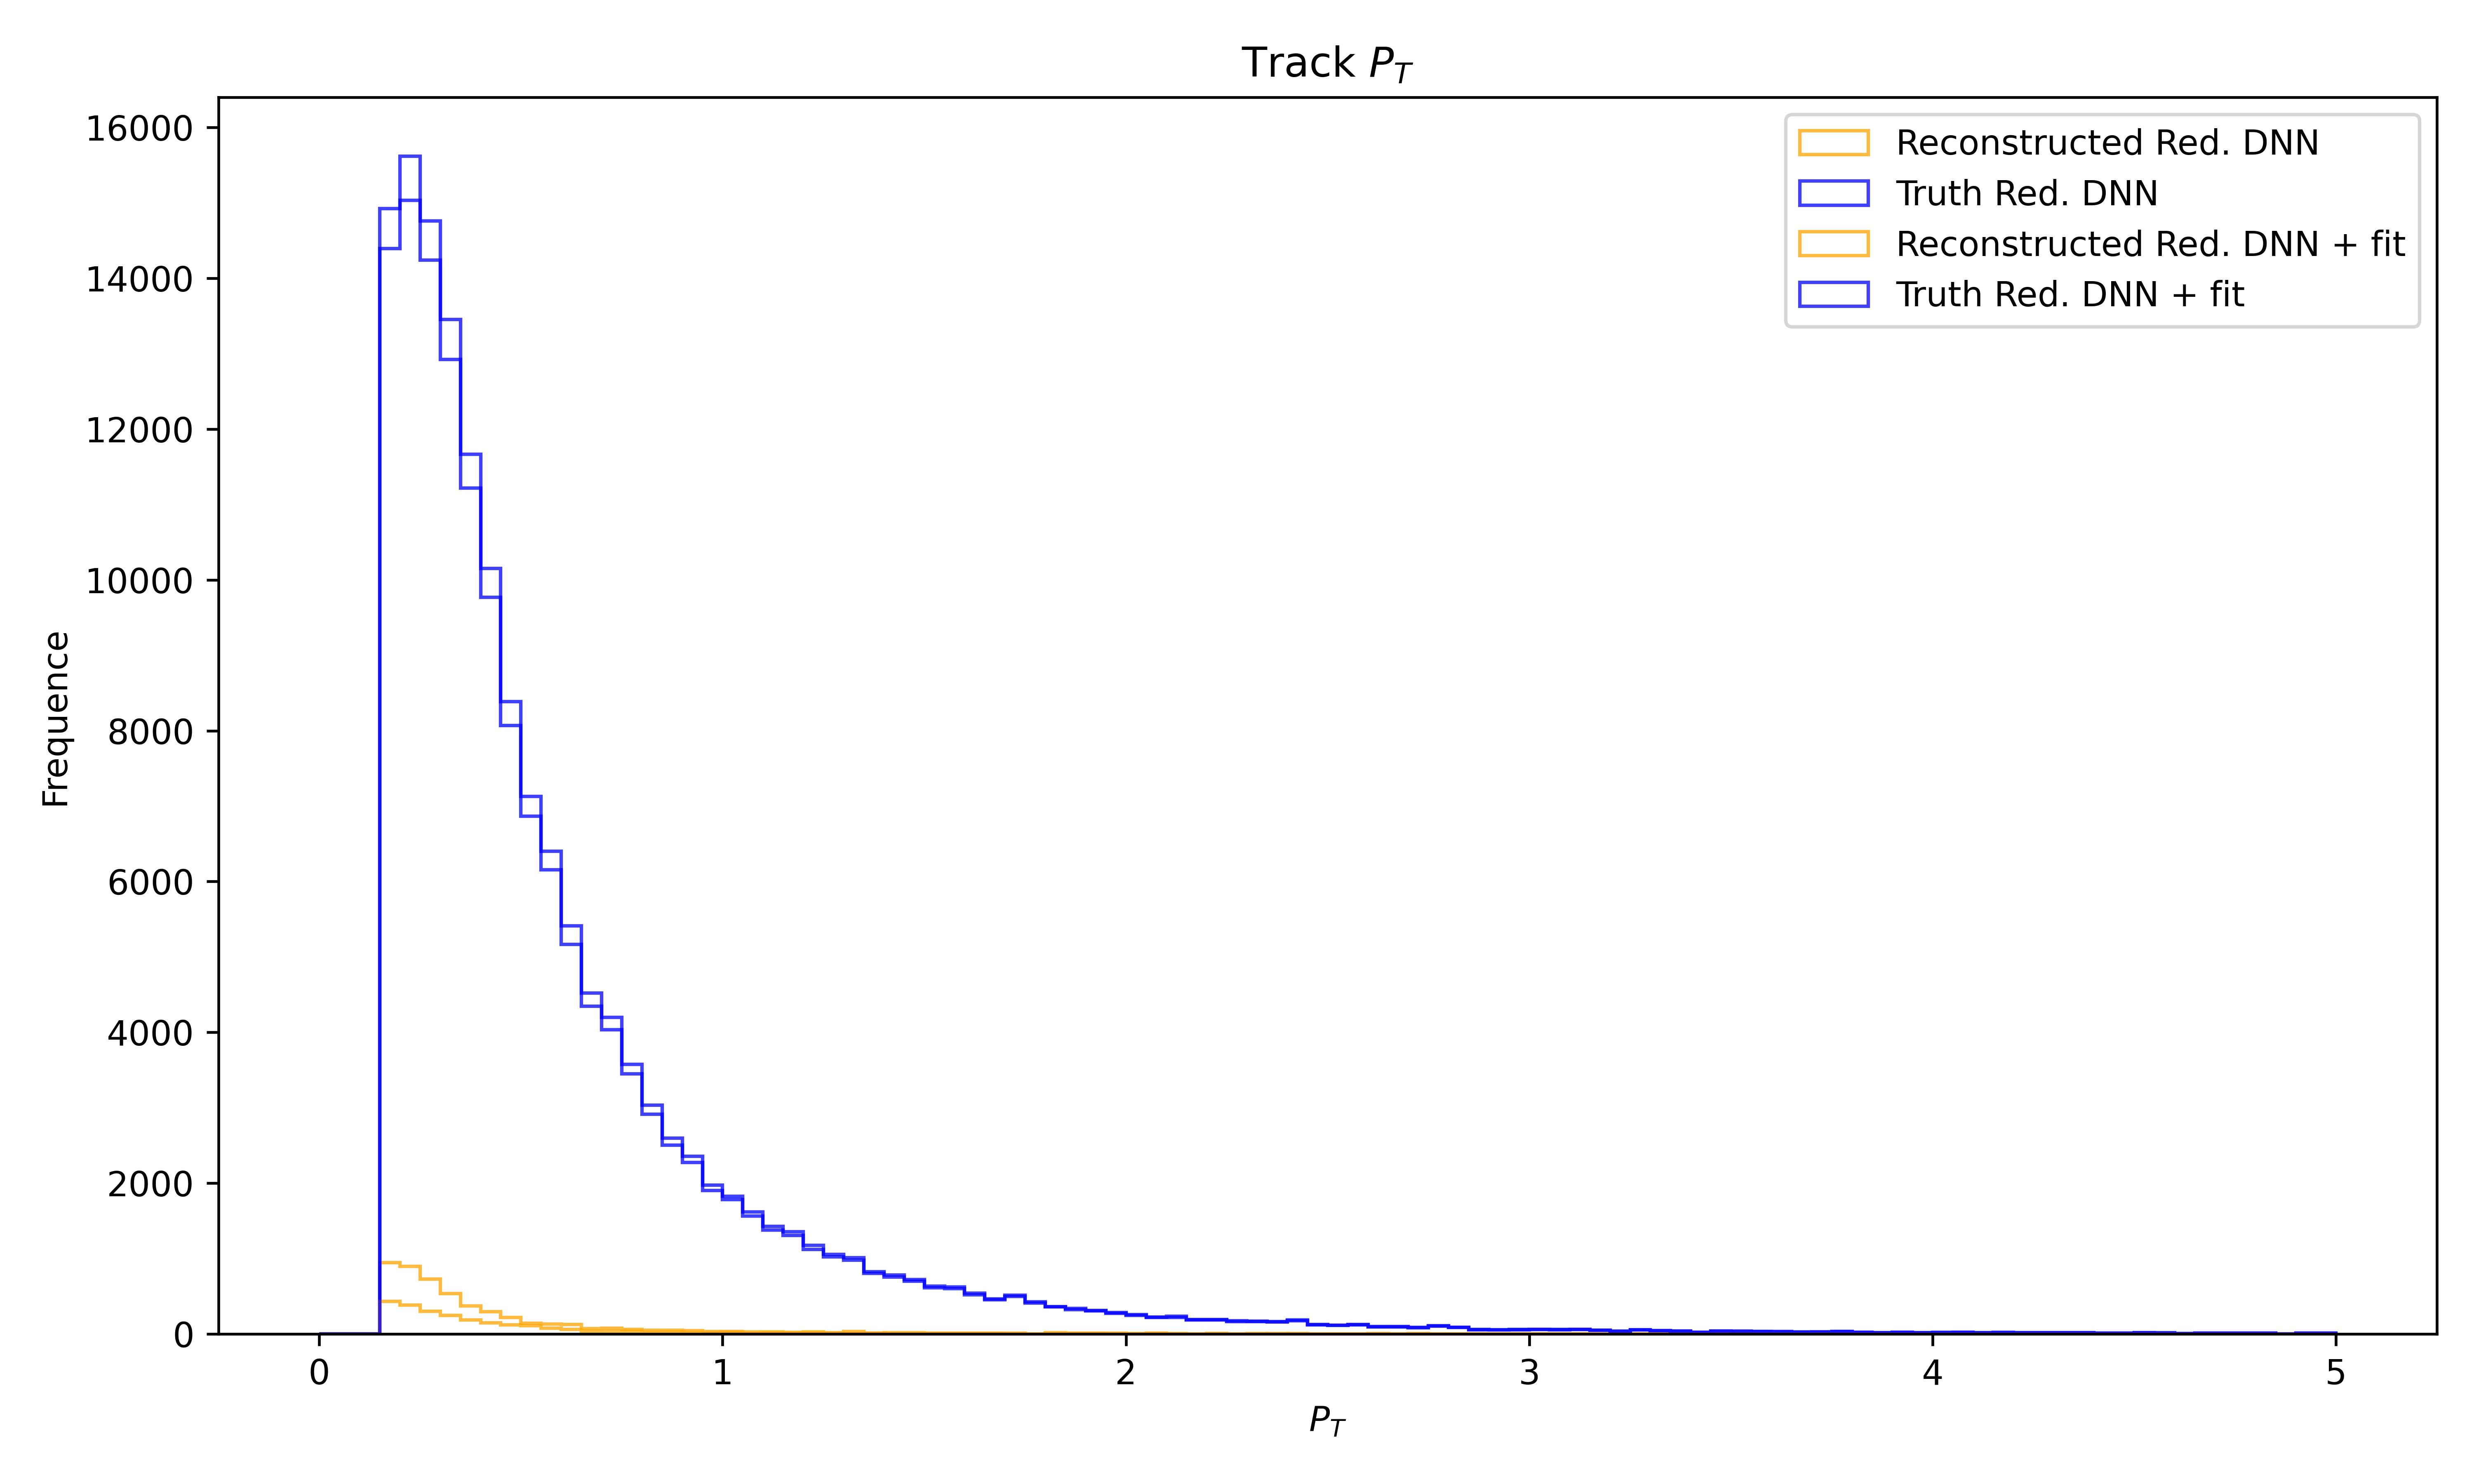 Track P_T
16000
14000
12000
10000
8000
6000
4000
2000
0
Frequence
Reconstructed Red. DNN
Truth Red. DNN
Reconstructed Red. DNN + fit
Truth Red. DNN + fit
0 1 2 3 4 5
P_T